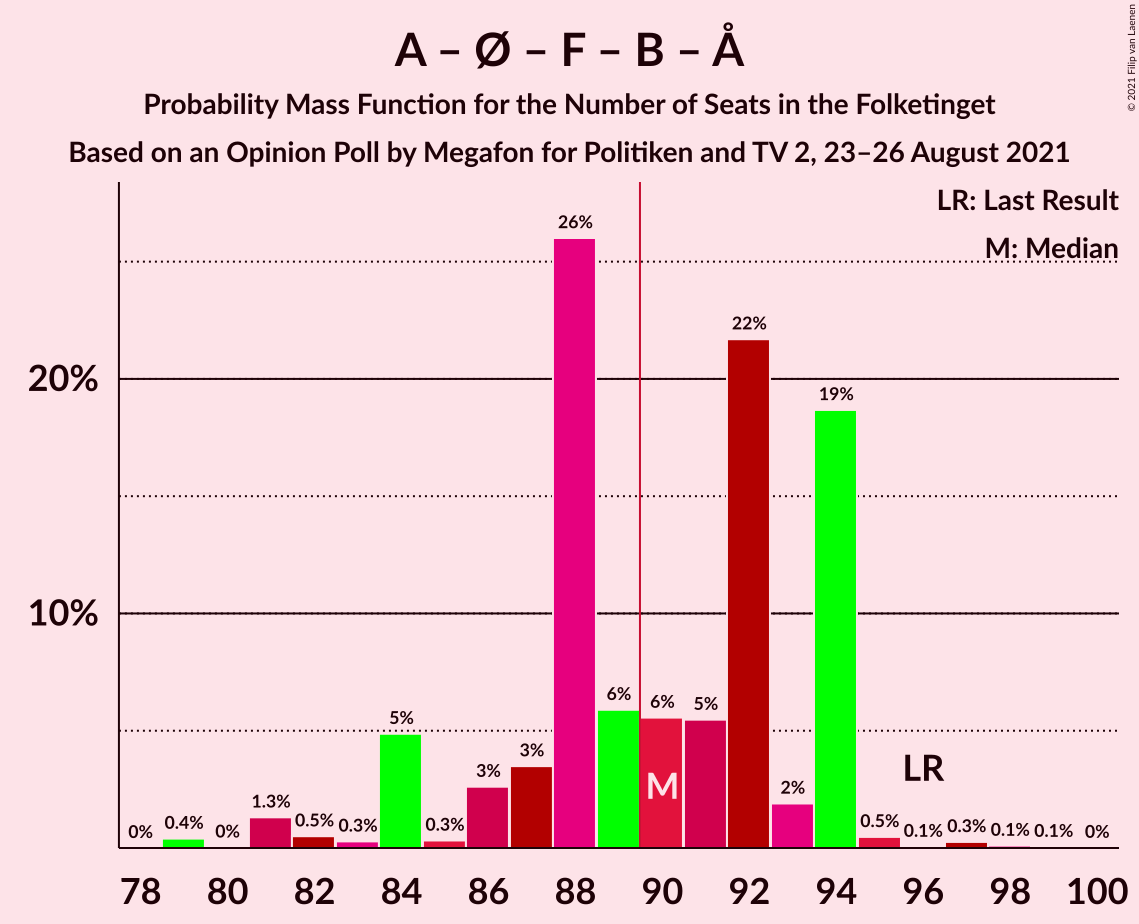 A – Ø – F – B – Å
Probability Mass Function for the Number of Seats in the Folketinget
Based on an Opinion Poll by Megafon for Politiken and TV 2, 23–26 August 2021
© 2021 Filip van Laenen
LR: Last Result
M: Median
20%
10%
0%
0.4%
0%
1.3%
0.5%
0.3%
5%
0.3%
3%
3%
26%
6%
6%
5%
22%
2%
19%
0.5%
0.1%
0.3%
0.1%
0.1%
0%
M
LR
78 80 82 84 86 88 90 92 94 96 98 100